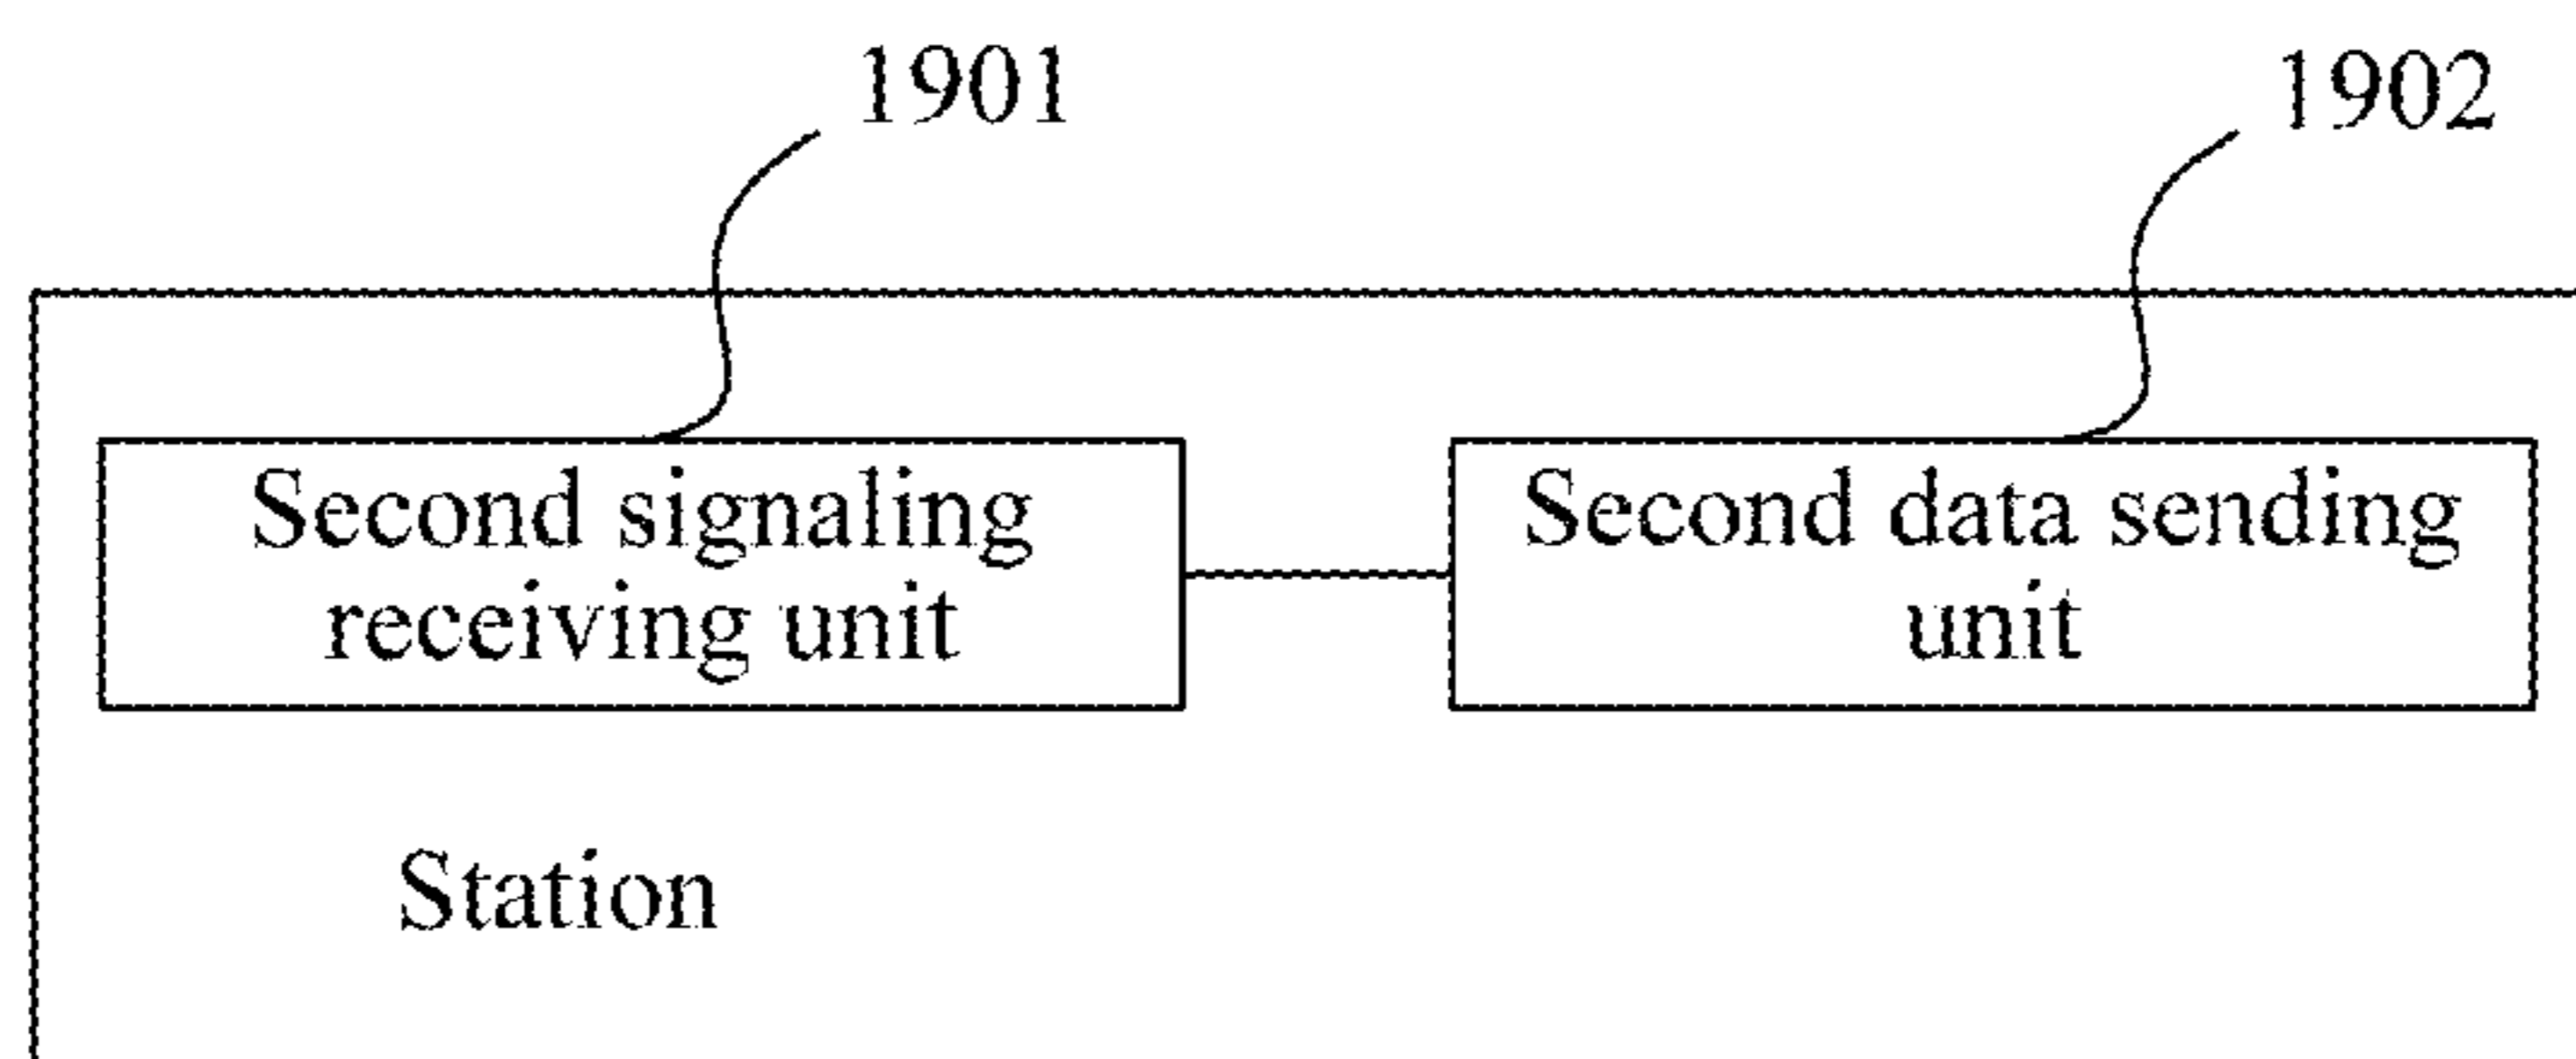 1901
1902
Second signaling
receiving unit
Second data sending
unit
Station